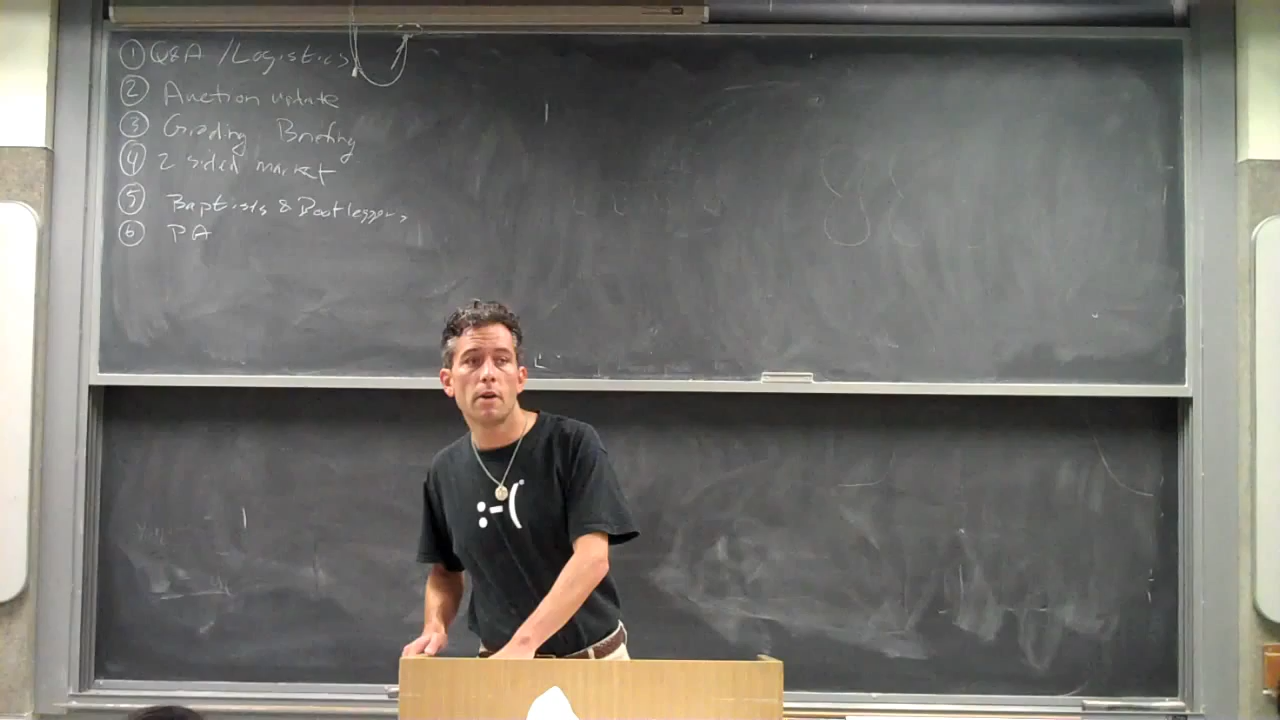 ① Q&A / Logistics
② Auction update
③ Grading Briefing
④ 2 sided market
⑤ Baptists & Bootleggers
⑥ PA
:-(